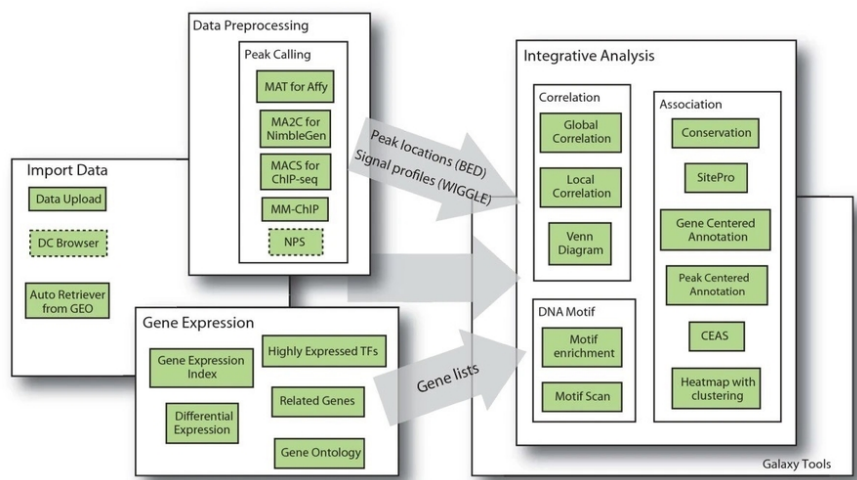 Data Preprocessing
Peak Calling
MAT for Affy
MA2C for
NimbleGen
MACS for
ChIP-seq
MM-ChIP
NPS
Import Data
Data Upload
DC Browser
Auto Retriever
from GEO
Gene Expression
Gene Expression
Index
Differential
Expression
Highly Expressed TFs
Related Genes
Gene Ontology
Peak locations (BED)
Signal profiles (WIGGLE)
Gene lists
Integrative Analysis
Correlation
Global
Correlation
Local
Correlation
Venn
Diagram
DNA Motif
Motif
enrichment
Motif Scan
Association
Conservation
SitePro
Gene Centered
Annotation
Peak Centered
Annotation
CEAS
Heatmap with
clustering
Galaxy Tools